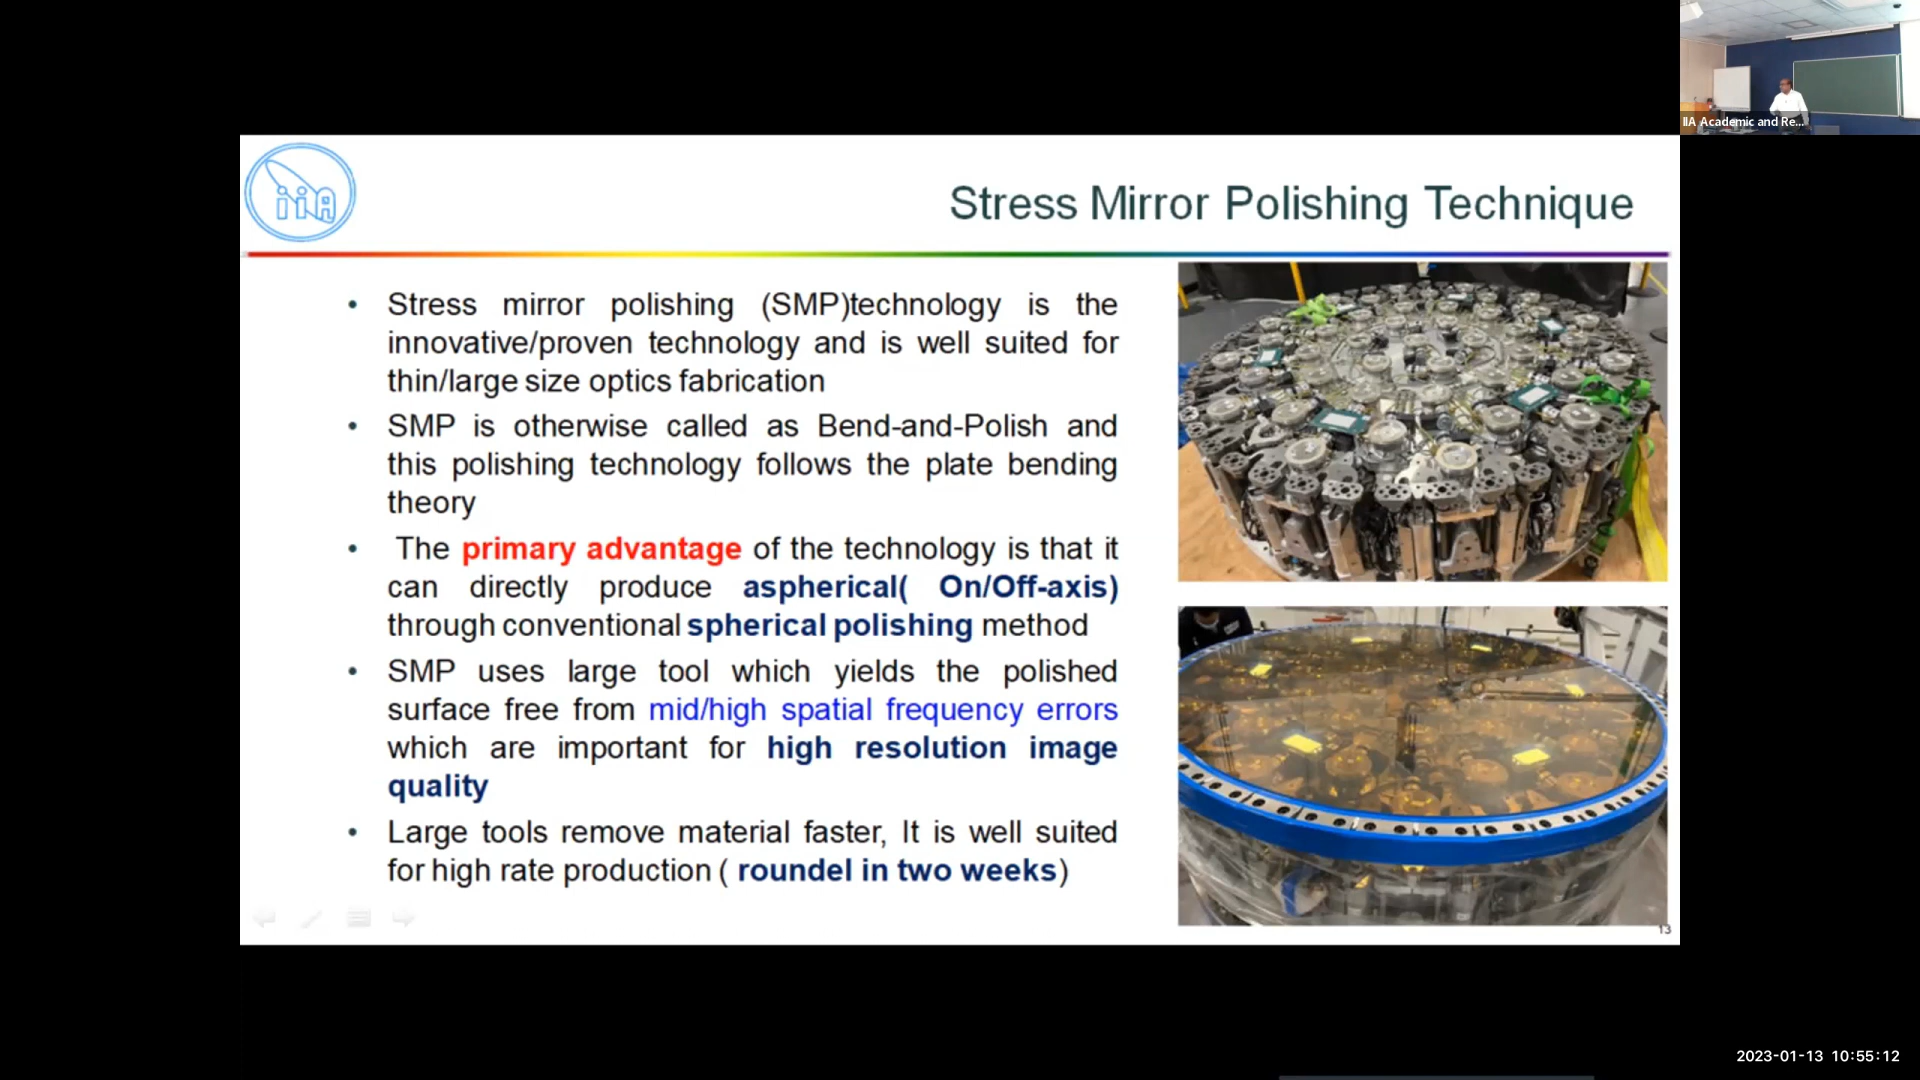 IIA Academic and Re...
iiA
Stress Mirror Polishing Technique
• Stress mirror polishing (SMP)technology is the
innovative/proven technology and is well suited for
thin/large size optics fabrication
• SMP is otherwise called as Bend-and-Polish and
this polishing technology follows the plate bending
theory
• The primary advantage of the technology is that it
can directly produce aspherical( On/Off-axis)
through conventional spherical polishing method
• SMP uses large tool which yields the polished
surface free from mid/high spatial frequency errors
which are important for high resolution image
quality
• Large tools remove material faster, It is well suited
for high rate production ( roundel in two weeks)
13
2023-01-13 10:55:12